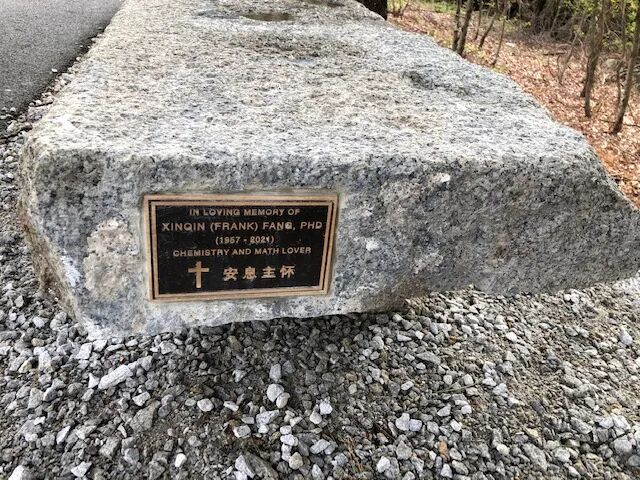 IN LOVING MEMORY OF
XINQIN (FRANK) FANG, PHD
(1957 - 2021)
CHEMISTRY AND MATH LOVER
安息主怀